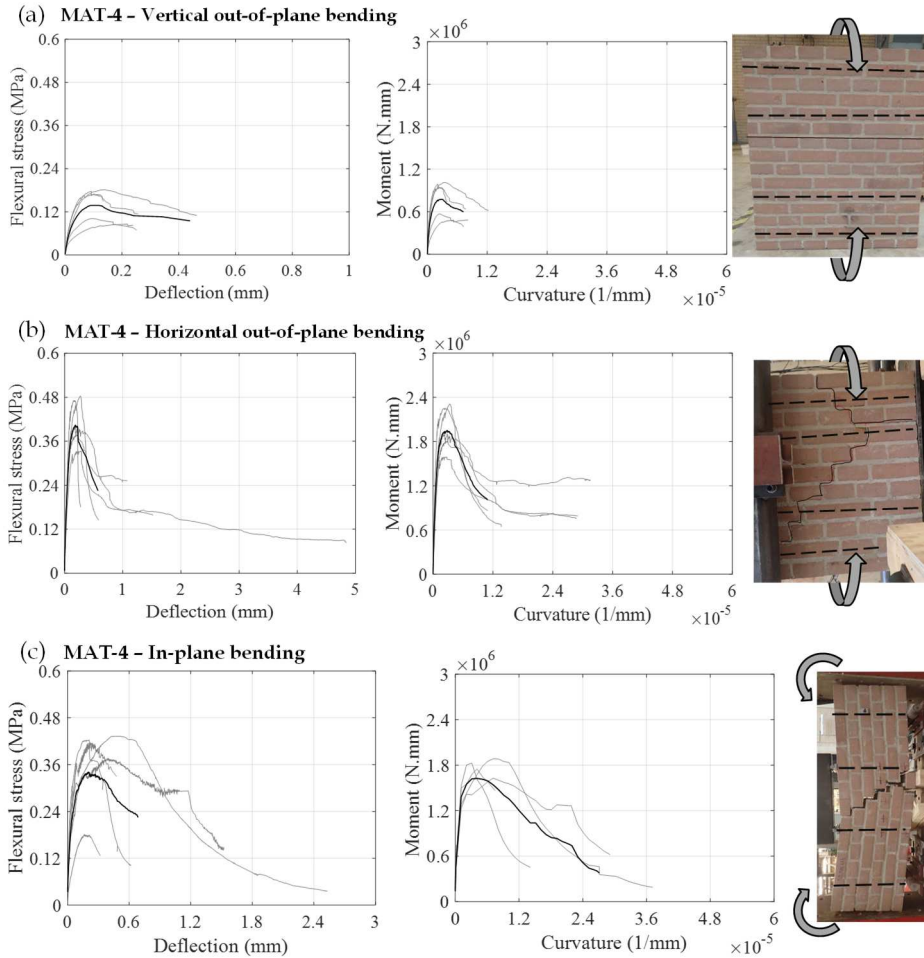 (a) MAT-4 – Vertical out-of-plane bending
0.6
0.48
0.36
0.24
0.12
0
Flexural stress (MPa)
0 0.2 0.4 0.6 0.8 1
Deflection (mm)
×10⁶
3
2.4
1.8
1.2
0.6
0
Moment (N.mm)
0 1.2 2.4 3.6 4.8 6
Curvature (1/mm) ×10⁻⁵
(b) MAT-4 – Horizontal out-of-plane bending
0.6
0.48
0.36
0.24
0.12
0
Flexural stress (MPa)
0 1 2 3 4 5
Deflection (mm)
×10⁶
3
2.4
1.8
1.2
0.6
0
Moment (N.mm)
0 1.2 2.4 3.6 4.8 6
Curvature (1/mm) ×10⁻⁵
(c) MAT-4 – In-plane bending
0.6
0.48
0.36
0.24
0.12
0
Flexural stress (MPa)
0 0.6 1.2 1.8 2.4 3
Deflection (mm)
×10⁶
3
2.4
1.8
1.2
0.6
0
Moment (N.mm)
0 1.2 2.4 3.6 4.8 6
Curvature (1/mm) ×10⁻⁵